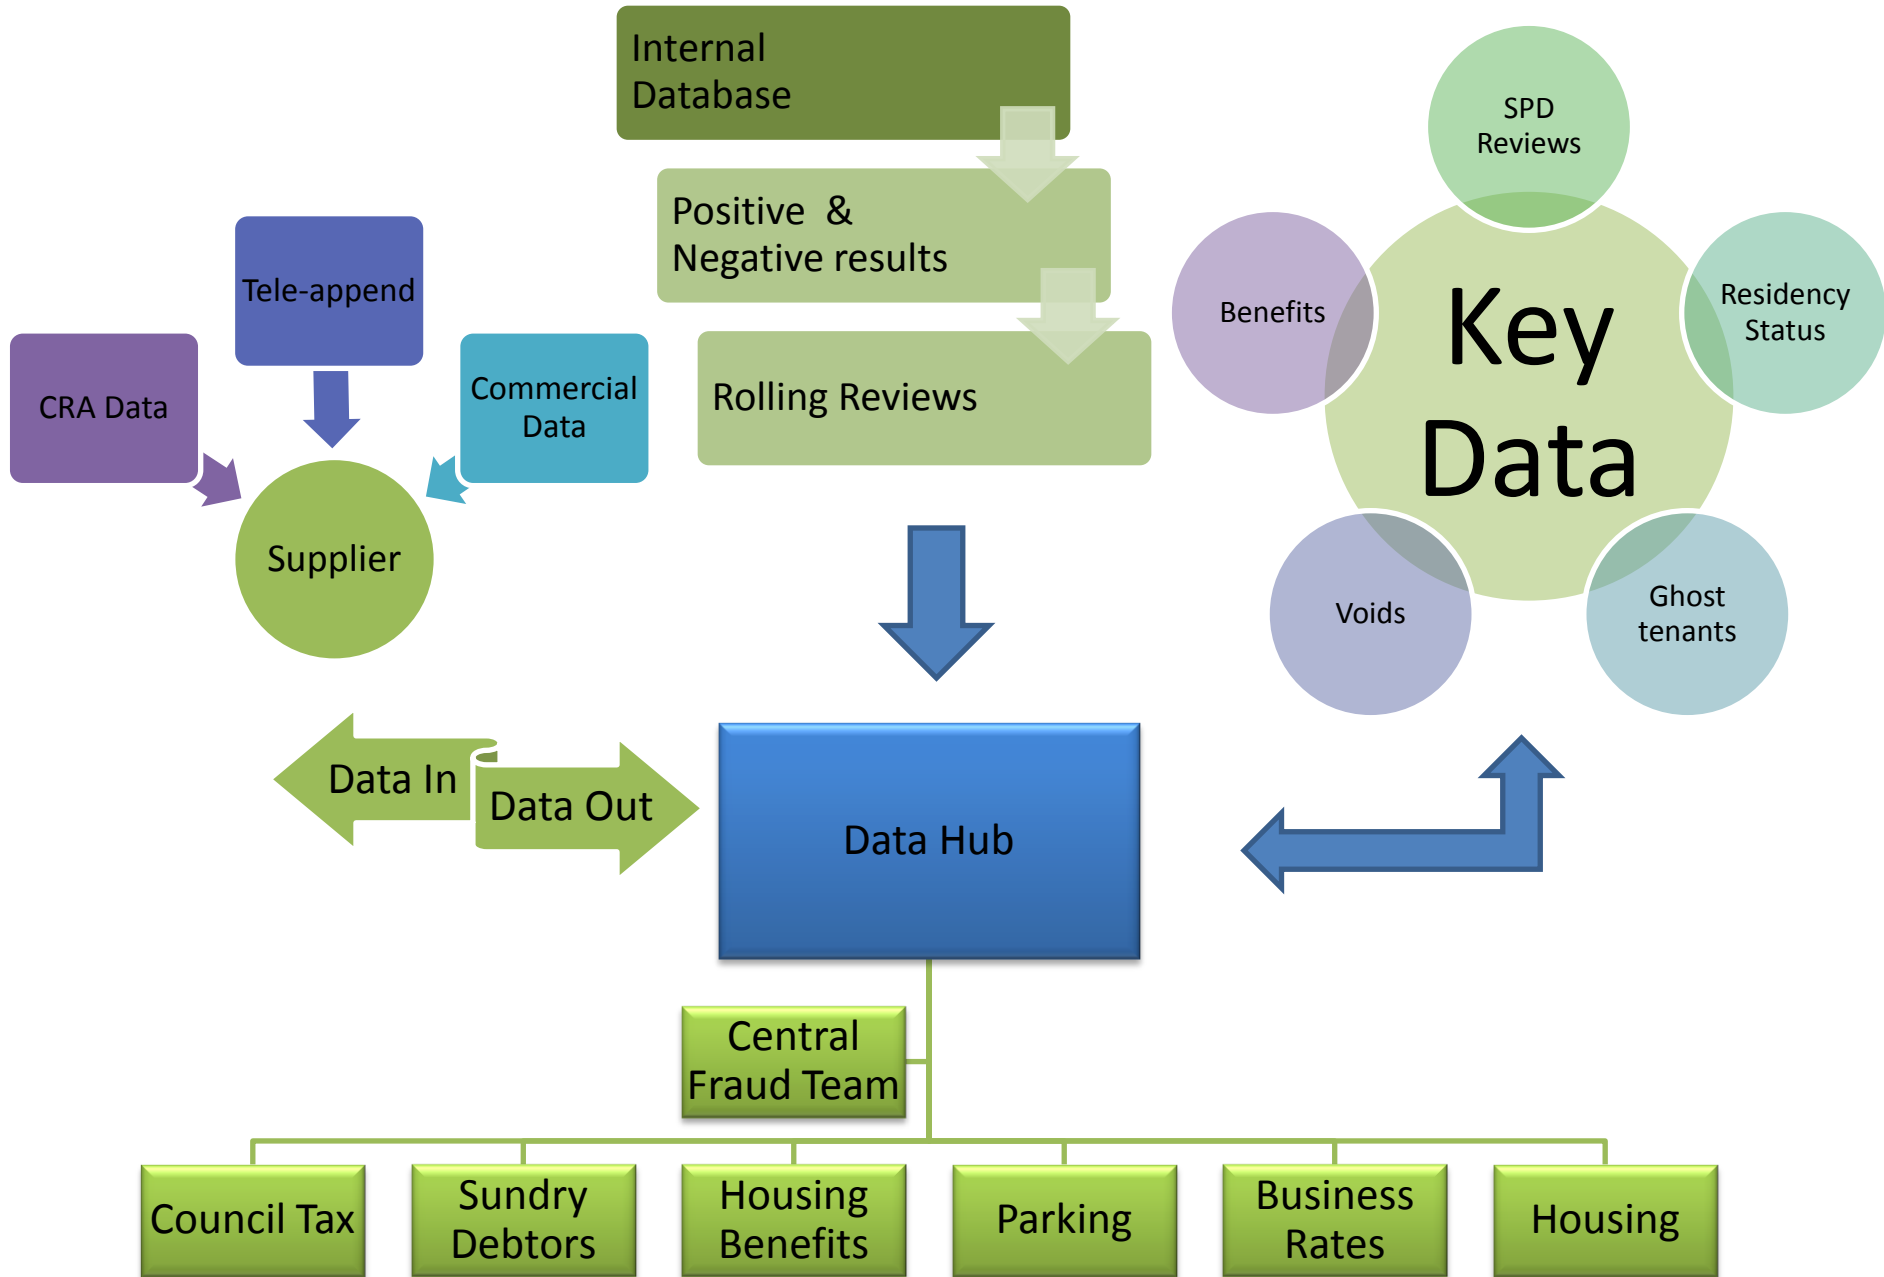 Internal
Database
Positive &
Negative results
Rolling Reviews
Tele-append
CRA Data
Commercial
Data
Supplier
SPD
Reviews
Benefits
Residency
Status
Key
Data
Voids
Ghost
tenants
Data In
Data Out
Data Hub
Central
Fraud Team
Council Tax
Sundry
Debtors
Housing
Benefits
Parking
Business
Rates
Housing